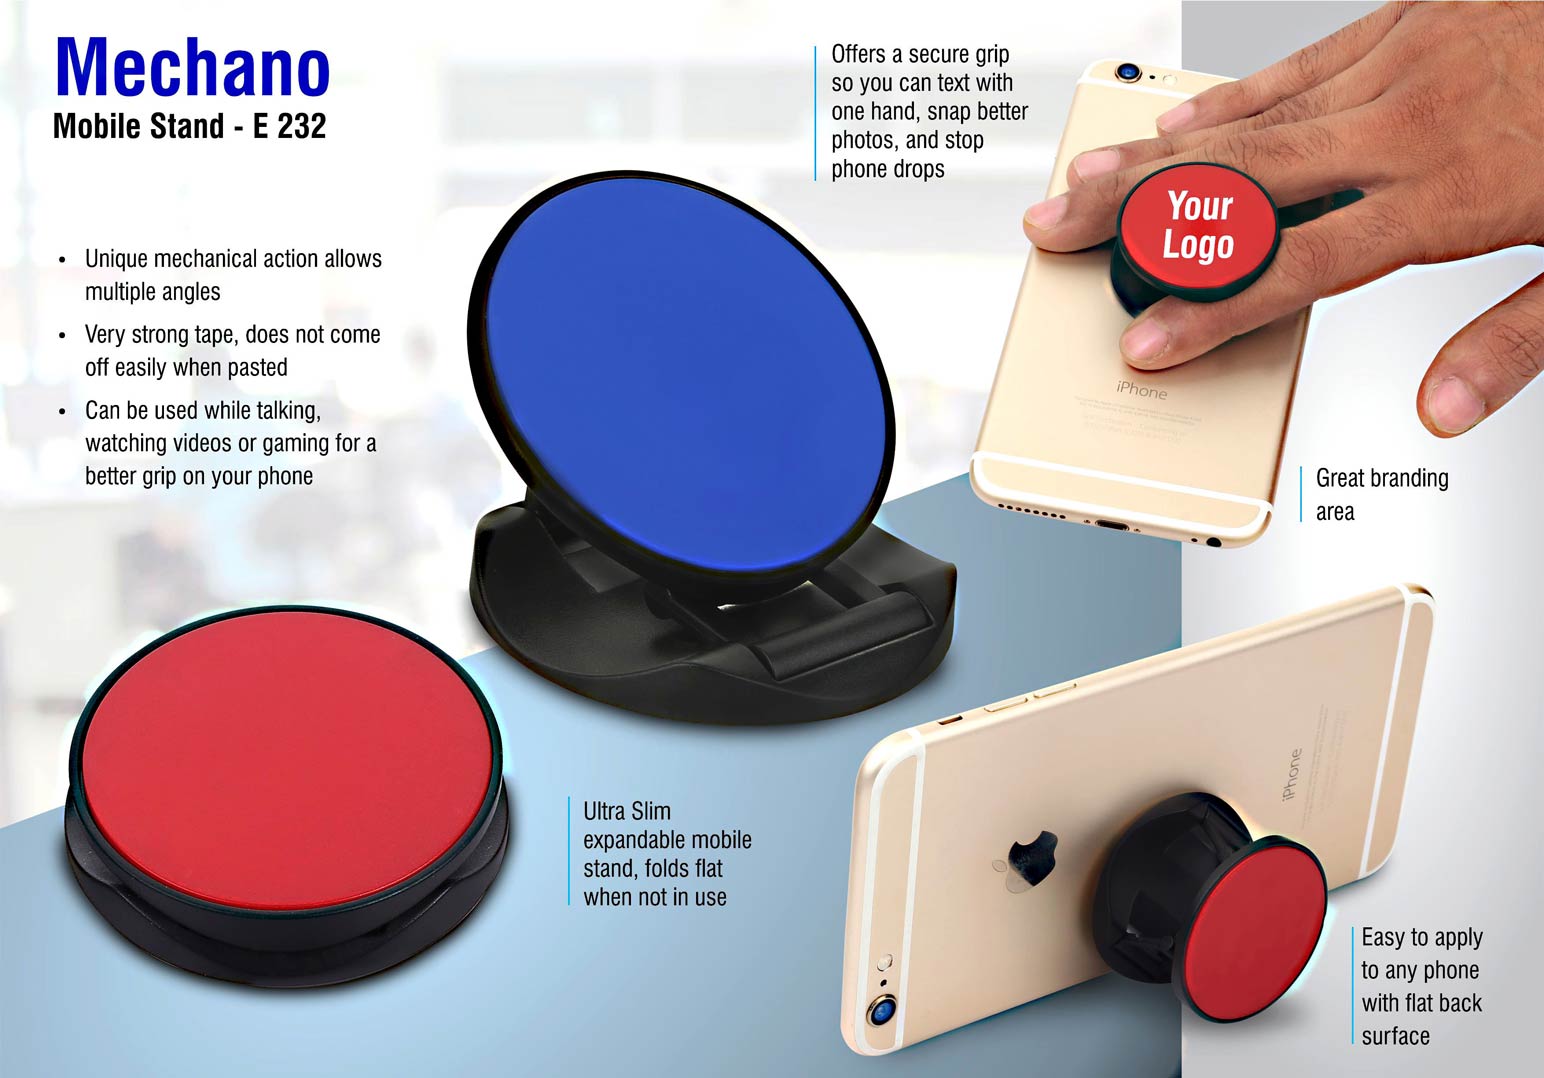 Mechano
Mobile Stand - E 232
• Unique mechanical action allows
multiple angles
• Very strong tape, does not come
off easily when pasted
• Can be used while talking,
watching videos or gaming for a
better grip on your phone
Offers a secure grip
so you can text with
one hand, snap better
photos, and stop
phone drops
Your
Logo
iPhone
Great branding
area
Ultra Slim
expandable mobile
stand, folds flat
when not in use
iPhone
Easy to apply
to any phone
with flat back
surface